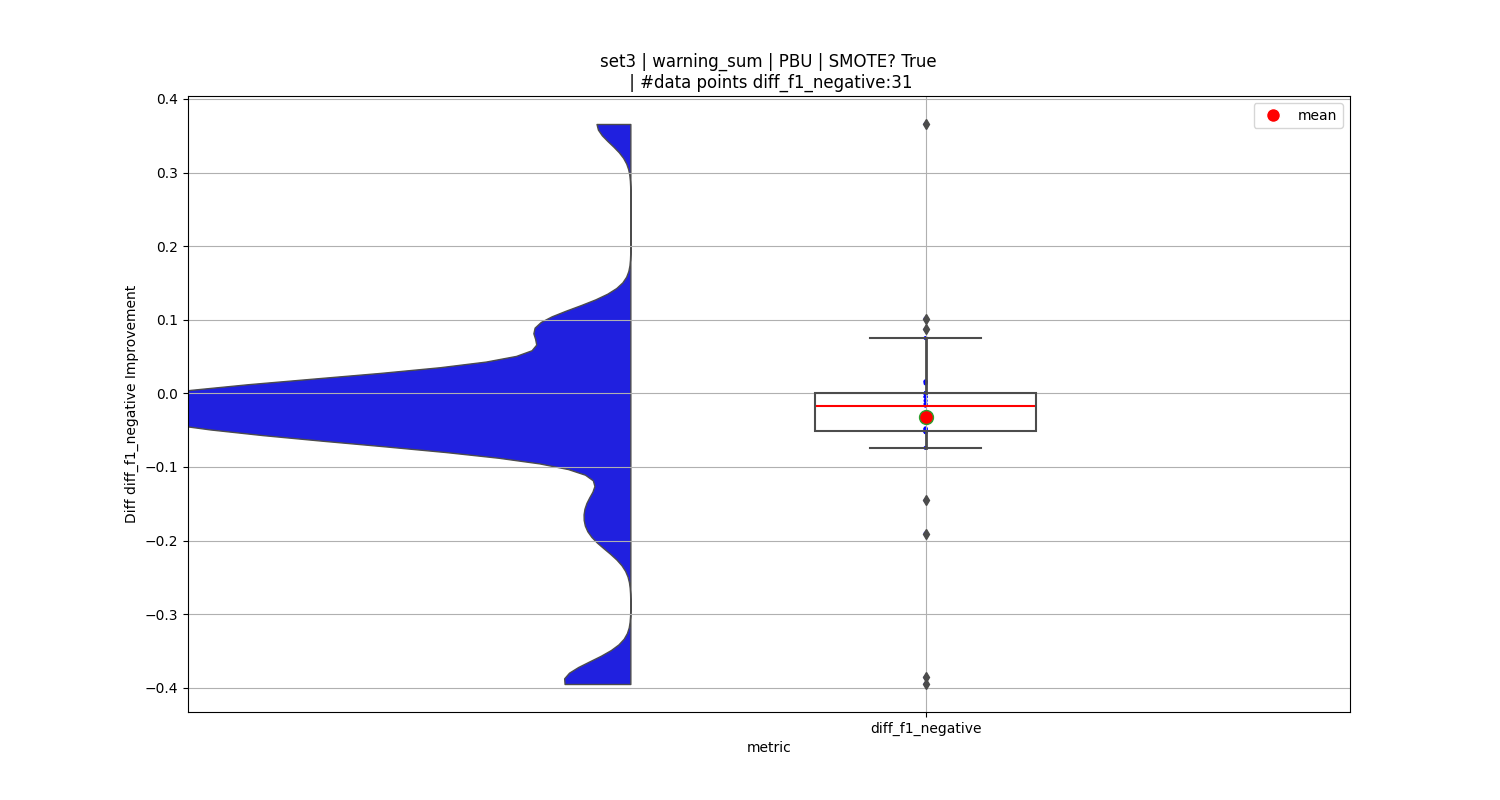 set3 | warning_sum | PBU | SMOTE? True
| #data points diff_f1_negative:31
mean
0.4
0.3
0.2
0.1
0.0
−0.1
−0.2
−0.3
−0.4
Diff diff_f1_negative Improvement
diff_f1_negative
metric